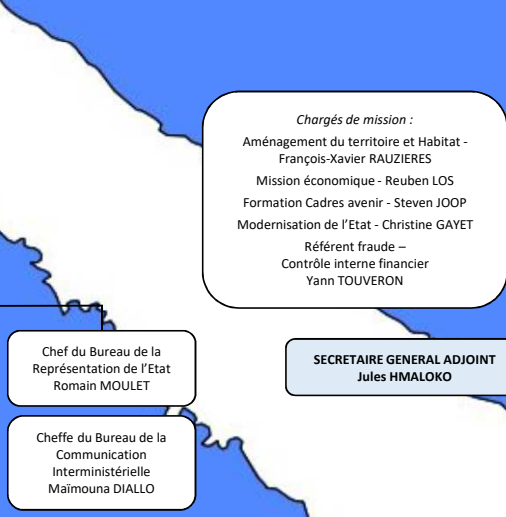 Chargés de mission :
Aménagement du territoire et Habitat -
François-Xavier RAUZIERES
Mission économique - Reuben LOS
Formation Cadres avenir - Steven JOOP
Modernisation de l'Etat - Christine GAYET
Référent fraude –
Contrôle interne financier
Yann TOUVERON
Chef du Bureau de la
Représentation de l'Etat
Romain MOULET
SECRETAIRE GENERAL ADJOINT
Jules HMALOKO
Cheffe du Bureau de la
Communication
Interministérielle
Maïmouna DIALLO